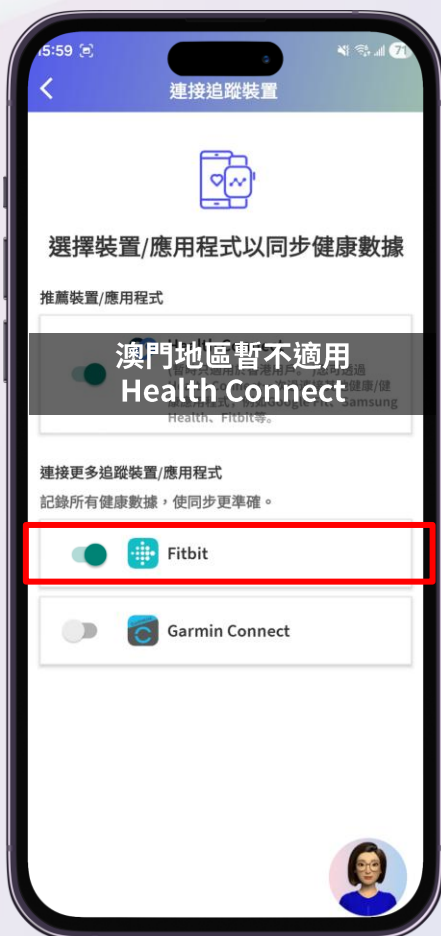 15:59
71
連接追蹤裝置
選擇裝置/應用程式以同步健康數據
推薦裝置/應用程式
澳門地區暫不適用
Health Connect
Samsung
Health、Fitbit等。
連接更多追蹤裝置/應用程式
記錄所有健康數據，使同步更準確。
Fitbit
Garmin Connect